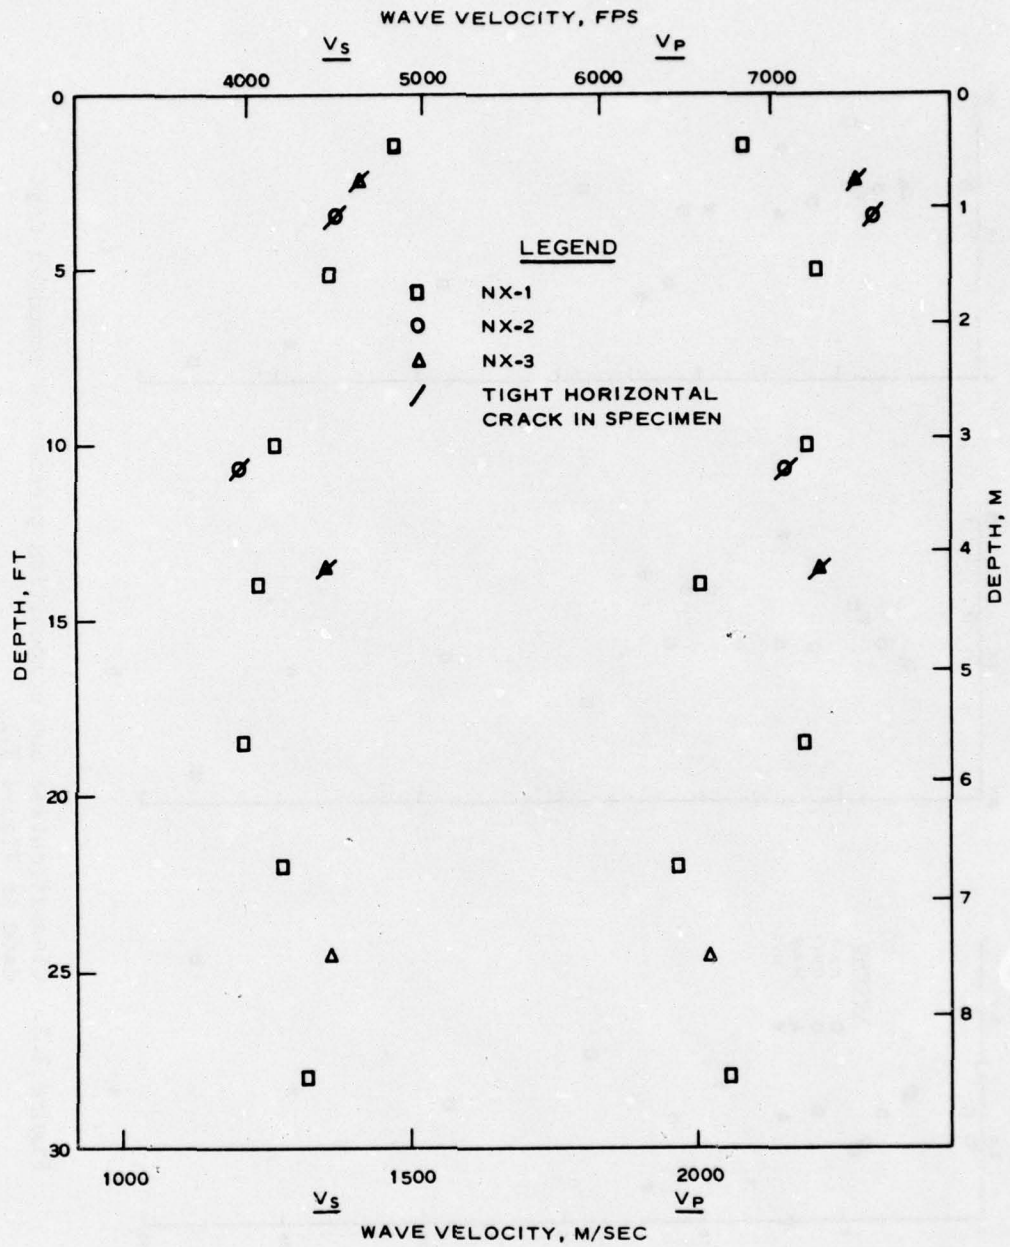 WAVE VELOCITY, FPS
VS VP
4000 5000 6000 7000
0 0
1
LEGEND
5
NX-1
2
NX-2
NX-3
TIGHT HORIZONTAL
CRACK IN SPECIMEN
10 3
4
DEPTH, FT
DEPTH, M
15
5
6
20
7
25
8
30
1000 1500 2000
VS VP
WAVE VELOCITY, M/SEC